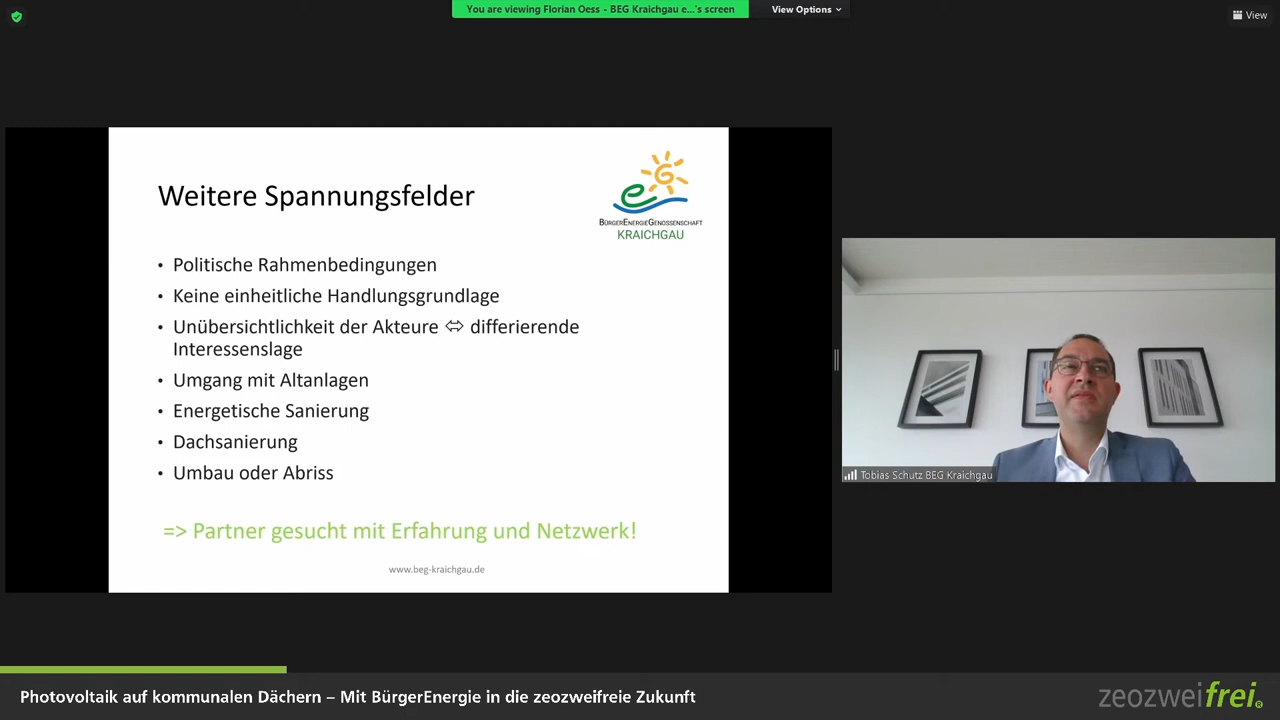 You are viewing Florian Oess - BEG Kraichgau e...'s screen
View Options
View
Weitere Spannungsfelder
BÜRGERENERGIEGENOSSENSCHAFT
KRAICHGAU
• Politische Rahmenbedingungen
• Keine einheitliche Handlungsgrundlage
• Unübersichtlichkeit der Akteure ⇔ differierende
Interessenslage
• Umgang mit Altanlagen
• Energetische Sanierung
• Dachsanierung
• Umbau oder Abriss
=> Partner gesucht mit Erfahrung und Netzwerk!
www.beg-kraichgau.de
Tobias Schutz BEG Kraichgau
Photovoltaik auf kommunalen Dächern – Mit BürgerEnergie in die zeozweifreie Zukunft
zeozweifrei®